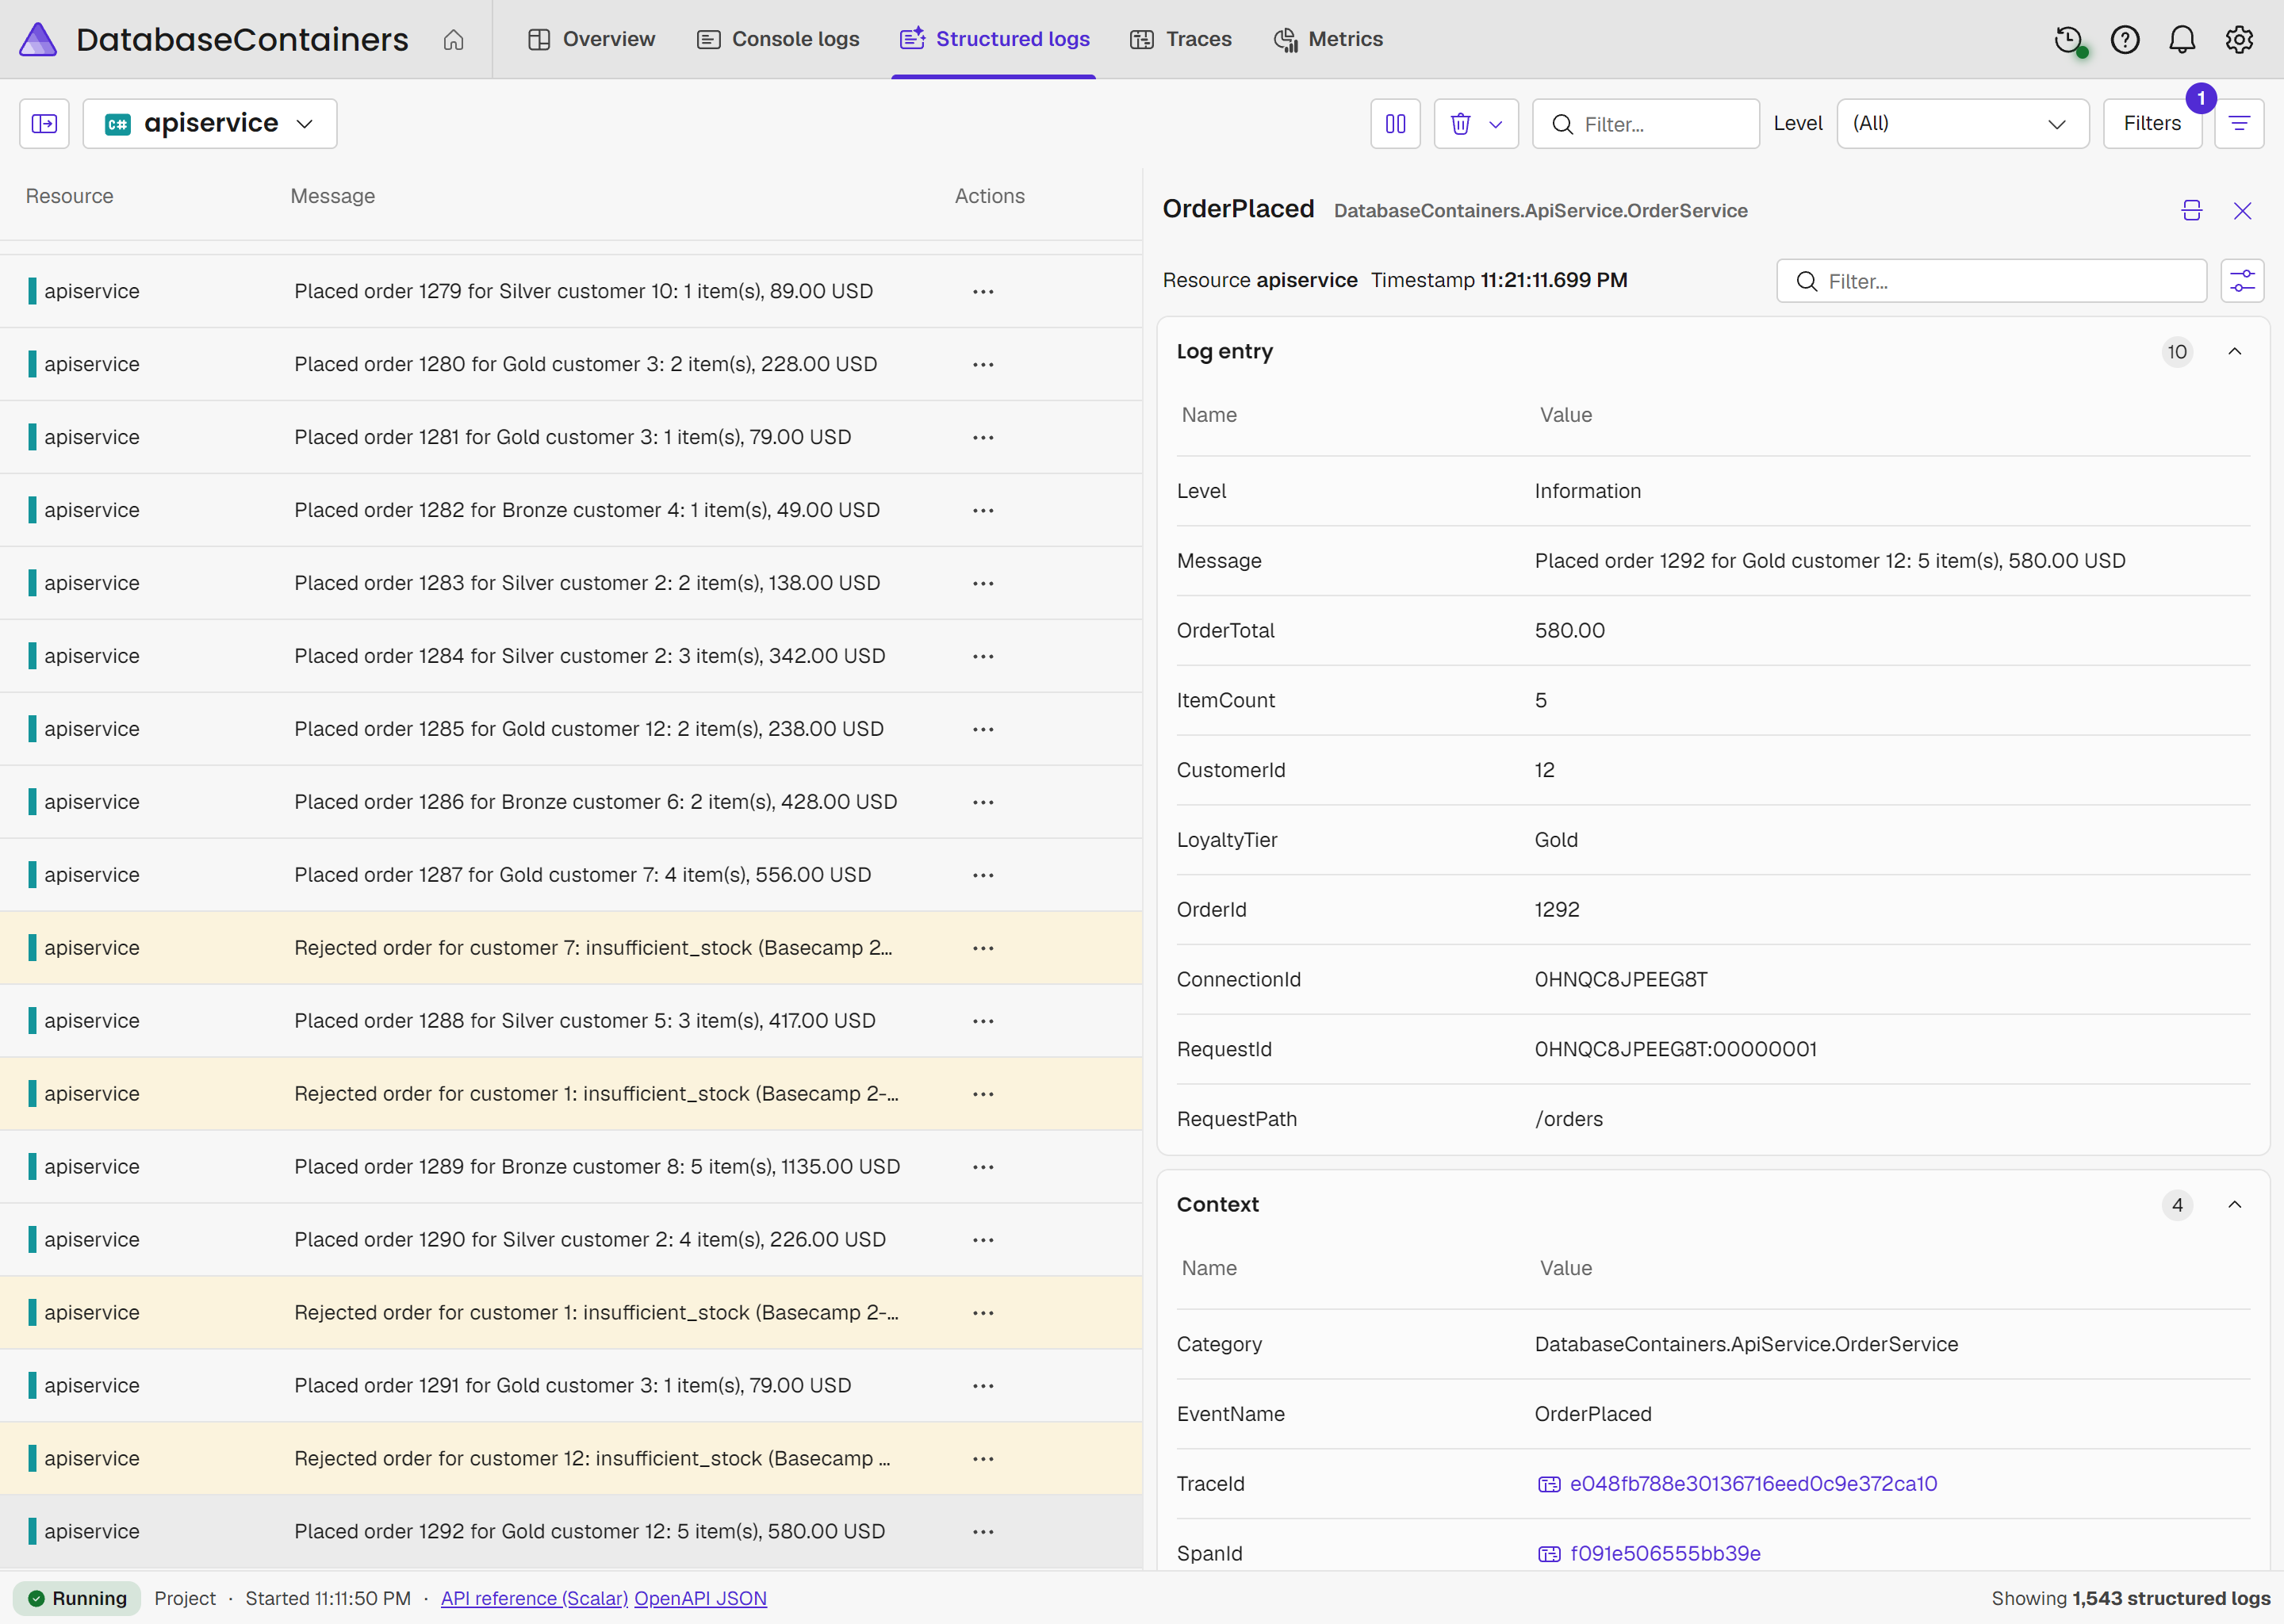 DatabaseContainers Overview Console logs Structured logs Traces Metrics
C# apiservice Filter... Level (All) Filters 1
Resource Message Actions
apiservice Placed order 1279 for Silver customer 10: 1 item(s), 89.00 USD
apiservice Placed order 1280 for Gold customer 3: 2 item(s), 228.00 USD
apiservice Placed order 1281 for Gold customer 3: 1 item(s), 79.00 USD
apiservice Placed order 1282 for Bronze customer 4: 1 item(s), 49.00 USD
apiservice Placed order 1283 for Silver customer 2: 2 item(s), 138.00 USD
apiservice Placed order 1284 for Silver customer 2: 3 item(s), 342.00 USD
apiservice Placed order 1285 for Gold customer 12: 2 item(s), 238.00 USD
apiservice Placed order 1286 for Bronze customer 6: 2 item(s), 428.00 USD
apiservice Placed order 1287 for Gold customer 7: 4 item(s), 556.00 USD
apiservice Rejected order for customer 7: insufficient_stock (Basecamp 2...
apiservice Placed order 1288 for Silver customer 5: 3 item(s), 417.00 USD
apiservice Rejected order for customer 1: insufficient_stock (Basecamp 2-...
apiservice Placed order 1289 for Bronze customer 8: 5 item(s), 1135.00 USD
apiservice Placed order 1290 for Silver customer 2: 4 item(s), 226.00 USD
apiservice Rejected order for customer 1: insufficient_stock (Basecamp 2-...
apiservice Placed order 1291 for Gold customer 3: 1 item(s), 79.00 USD
apiservice Rejected order for customer 12: insufficient_stock (Basecamp ...
apiservice Placed order 1292 for Gold customer 12: 5 item(s), 580.00 USD
OrderPlaced DatabaseContainers.ApiService.OrderService
Resource apiservice Timestamp 11:21:11.699 PM Filter...
Log entry 10
Name Value
Level Information
Message Placed order 1292 for Gold customer 12: 5 item(s), 580.00 USD
OrderTotal 580.00
ItemCount 5
CustomerId 12
LoyaltyTier Gold
OrderId 1292
ConnectionId 0HNQC8JPEEG8T
RequestId 0HNQC8JPEEG8T:00000001
RequestPath /orders
Context 4
Name Value
Category DatabaseContainers.ApiService.OrderService
EventName OrderPlaced
TraceId e048fb788e30136716eed0c9e372ca10
SpanId f091e506555bb39e
Running Project · Started 11:11:50 PM · API reference (Scalar) OpenAPI JSON Showing 1,543 structured logs